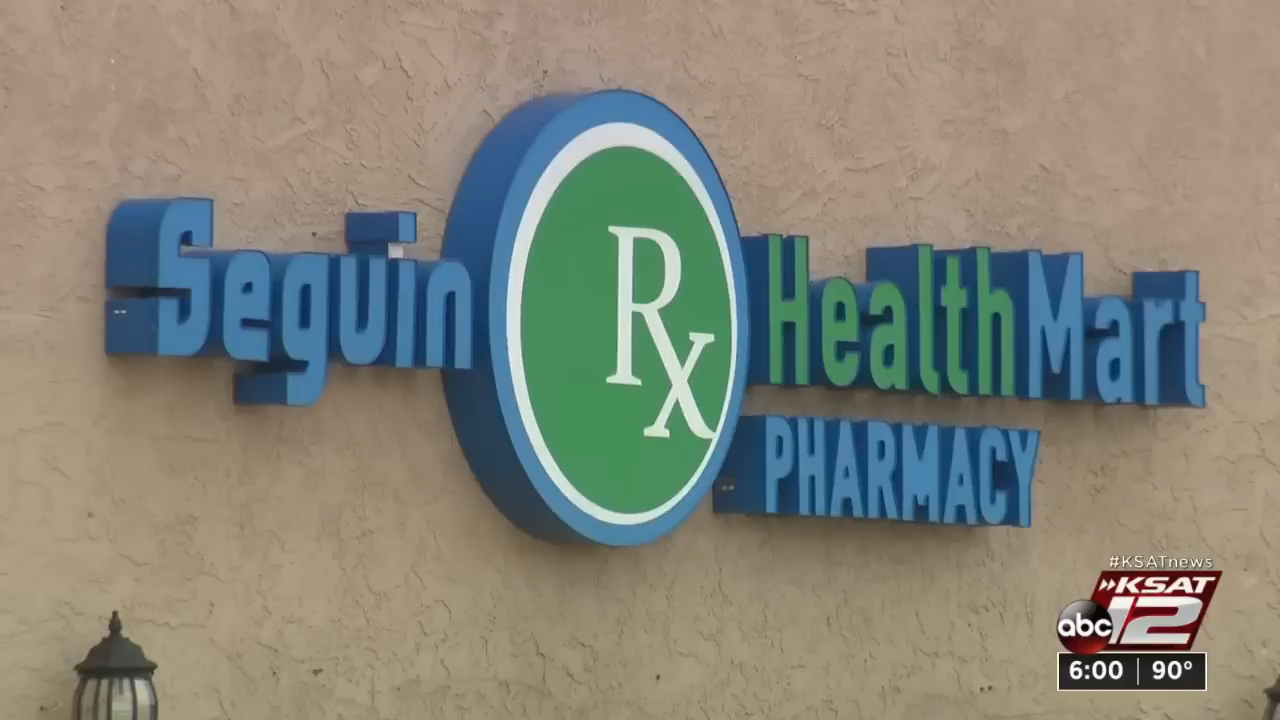 Seguin
Rx
HealthMart
PHARMACY
#KSATnews
KSAT
abc 12
6:00 90°